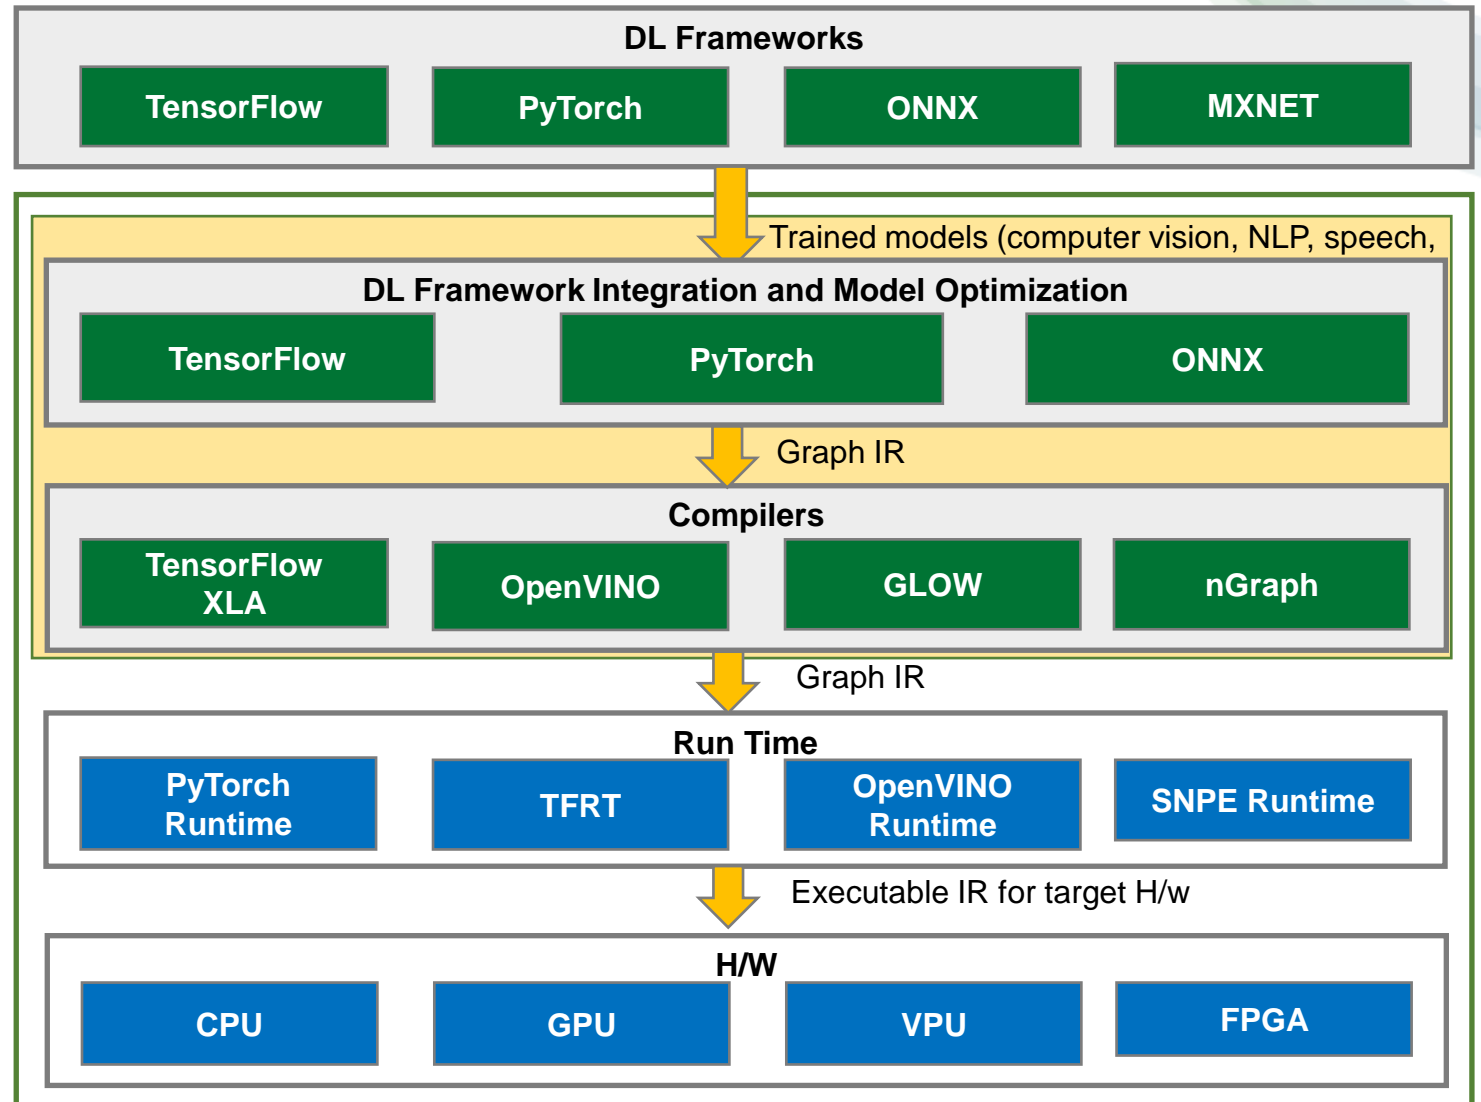 DL Frameworks
TensorFlow
PyTorch
ONNX
MXNET
Trained models (computer vision, NLP, speech,
DL Framework Integration and Model Optimization
TensorFlow
PyTorch
ONNX
Graph IR
Compilers
TensorFlow
XLA
OpenVINO
GLOW
nGraph
Graph IR
Run Time
PyTorch
Runtime
TFRT
OpenVINO
Runtime
SNPE Runtime
Executable IR for target H/w
H/W
CPU
GPU
VPU
FPGA